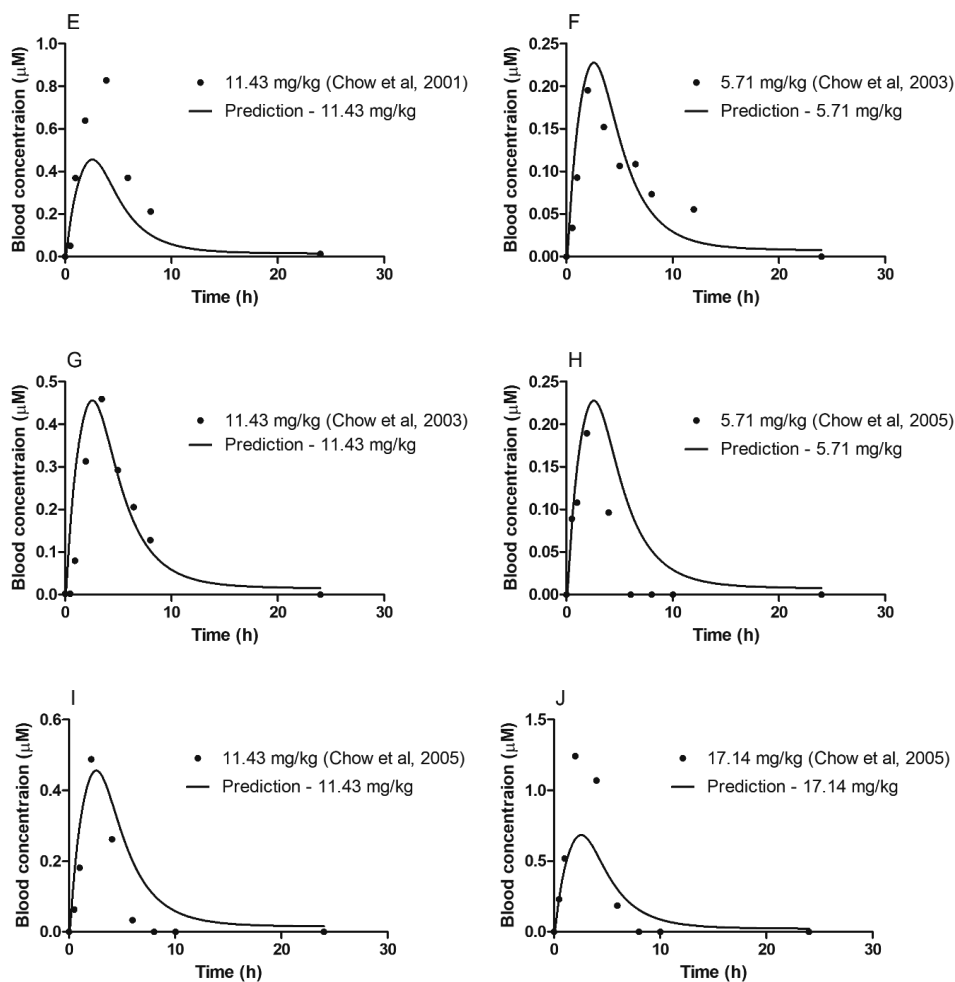 E
Blood concentraion (μM)
1.0
0.8
0.6
0.4
0.2
0.0
0
10
20
30
Time (h)
11.43 mg/kg (Chow et al, 2001)
Prediction - 11.43 mg/kg
F
Blood concentraion (μM)
0.25
0.20
0.15
0.10
0.05
0.00
0
10
20
30
Time (h)
5.71 mg/kg (Chow et al, 2003)
Prediction - 5.71 mg/kg
G
Blood concentraion (μM)
0.5
0.4
0.3
0.2
0.1
0.0
0
10
20
30
Time (h)
11.43 mg/kg (Chow et al, 2003)
Prediction - 11.43 mg/kg
H
Blood concentraion (μM)
0.25
0.20
0.15
0.10
0.05
0.00
0
10
20
30
Time (h)
5.71 mg/kg (Chow et al, 2005)
Prediction - 5.71 mg/kg
I
Blood concentraion (μM)
0.6
0.4
0.2
0.0
0
10
20
30
Time (h)
11.43 mg/kg (Chow et al, 2005)
Prediction - 11.43 mg/kg
J
Blood concentraion (μM)
1.5
1.0
0.5
0.0
0
10
20
30
Time (h)
17.14 mg/kg (Chow et al, 2005)
Prediction - 17.14 mg/kg